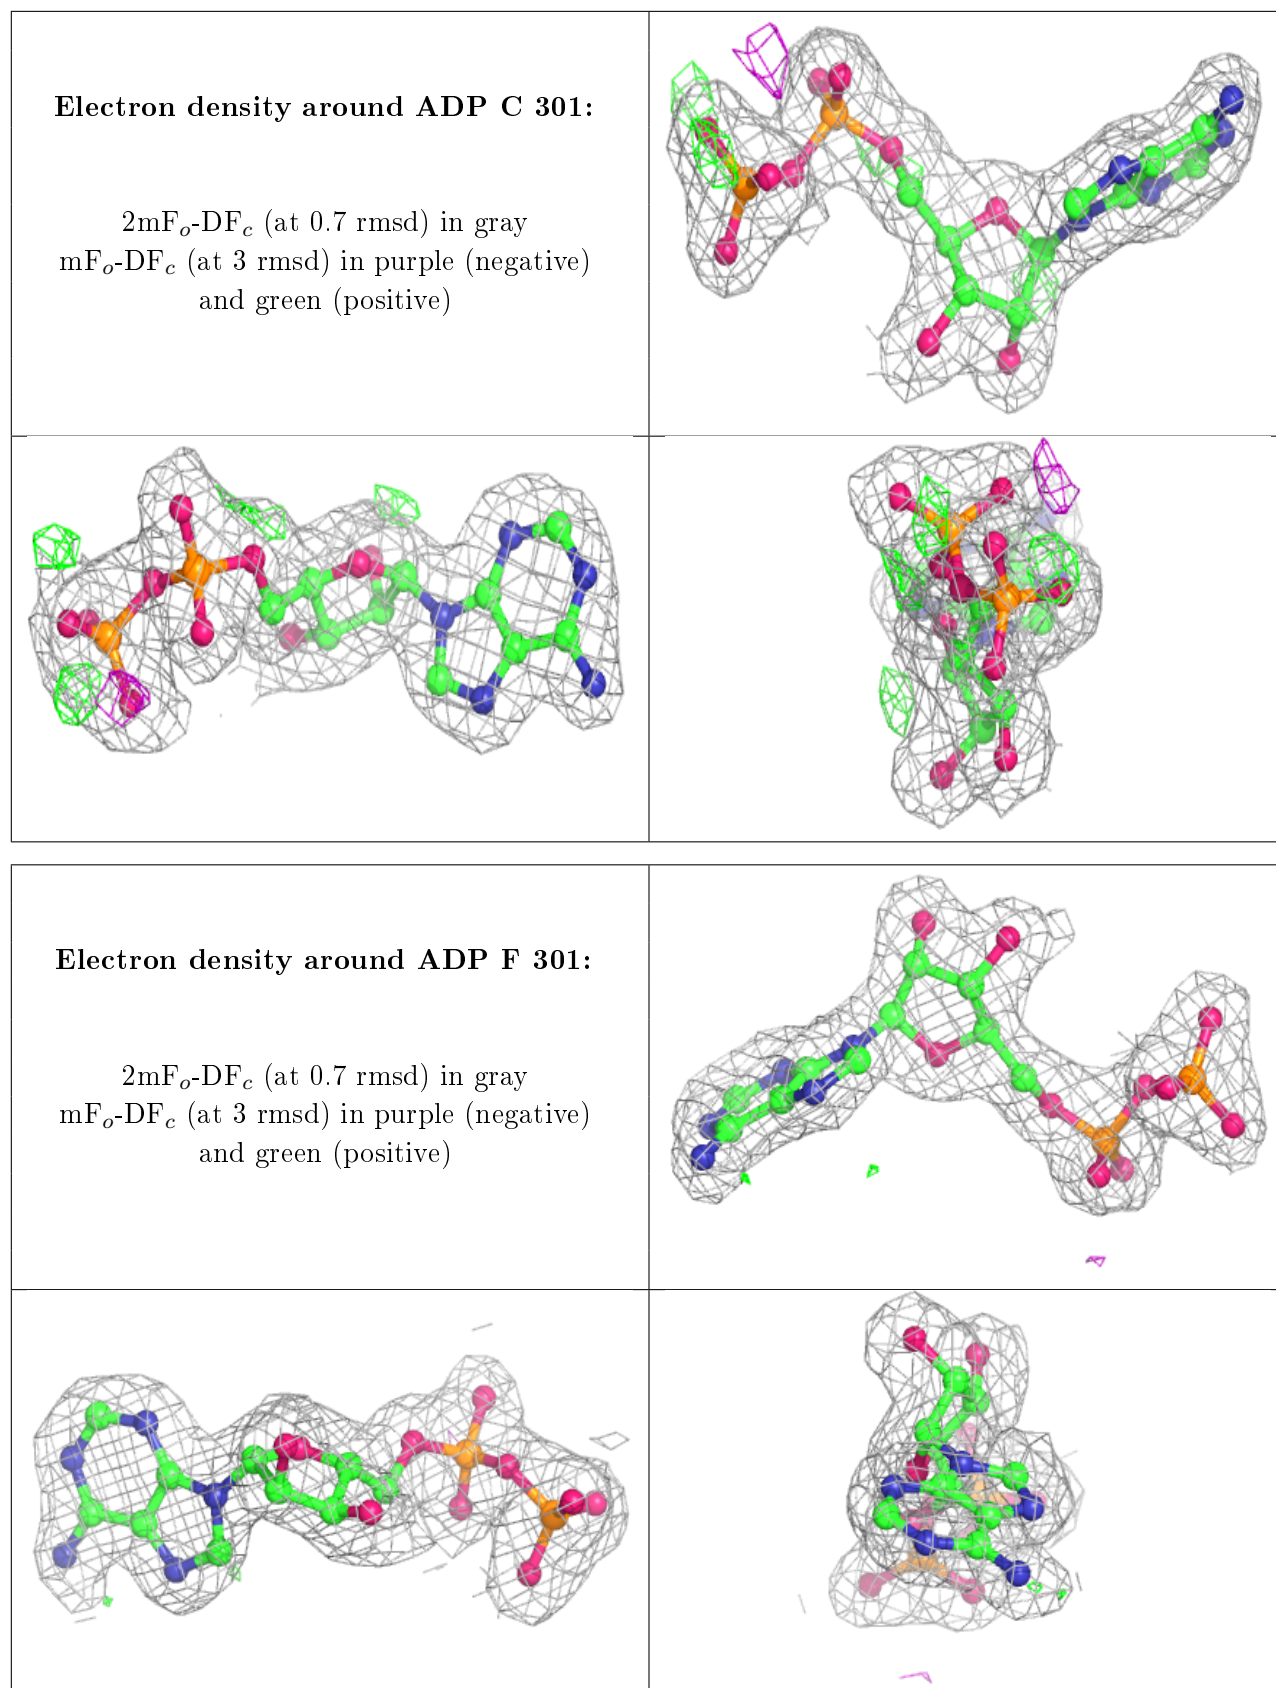 Electron density around ADP C 301:
2mFo-DFc (at 0.7 rmsd) in gray
mFo-DFc (at 3 rmsd) in purple (negative)
and green (positive)
Electron density around ADP F 301:
2mFo-DFc (at 0.7 rmsd) in gray
mFo-DFc (at 3 rmsd) in purple (negative)
and green (positive)